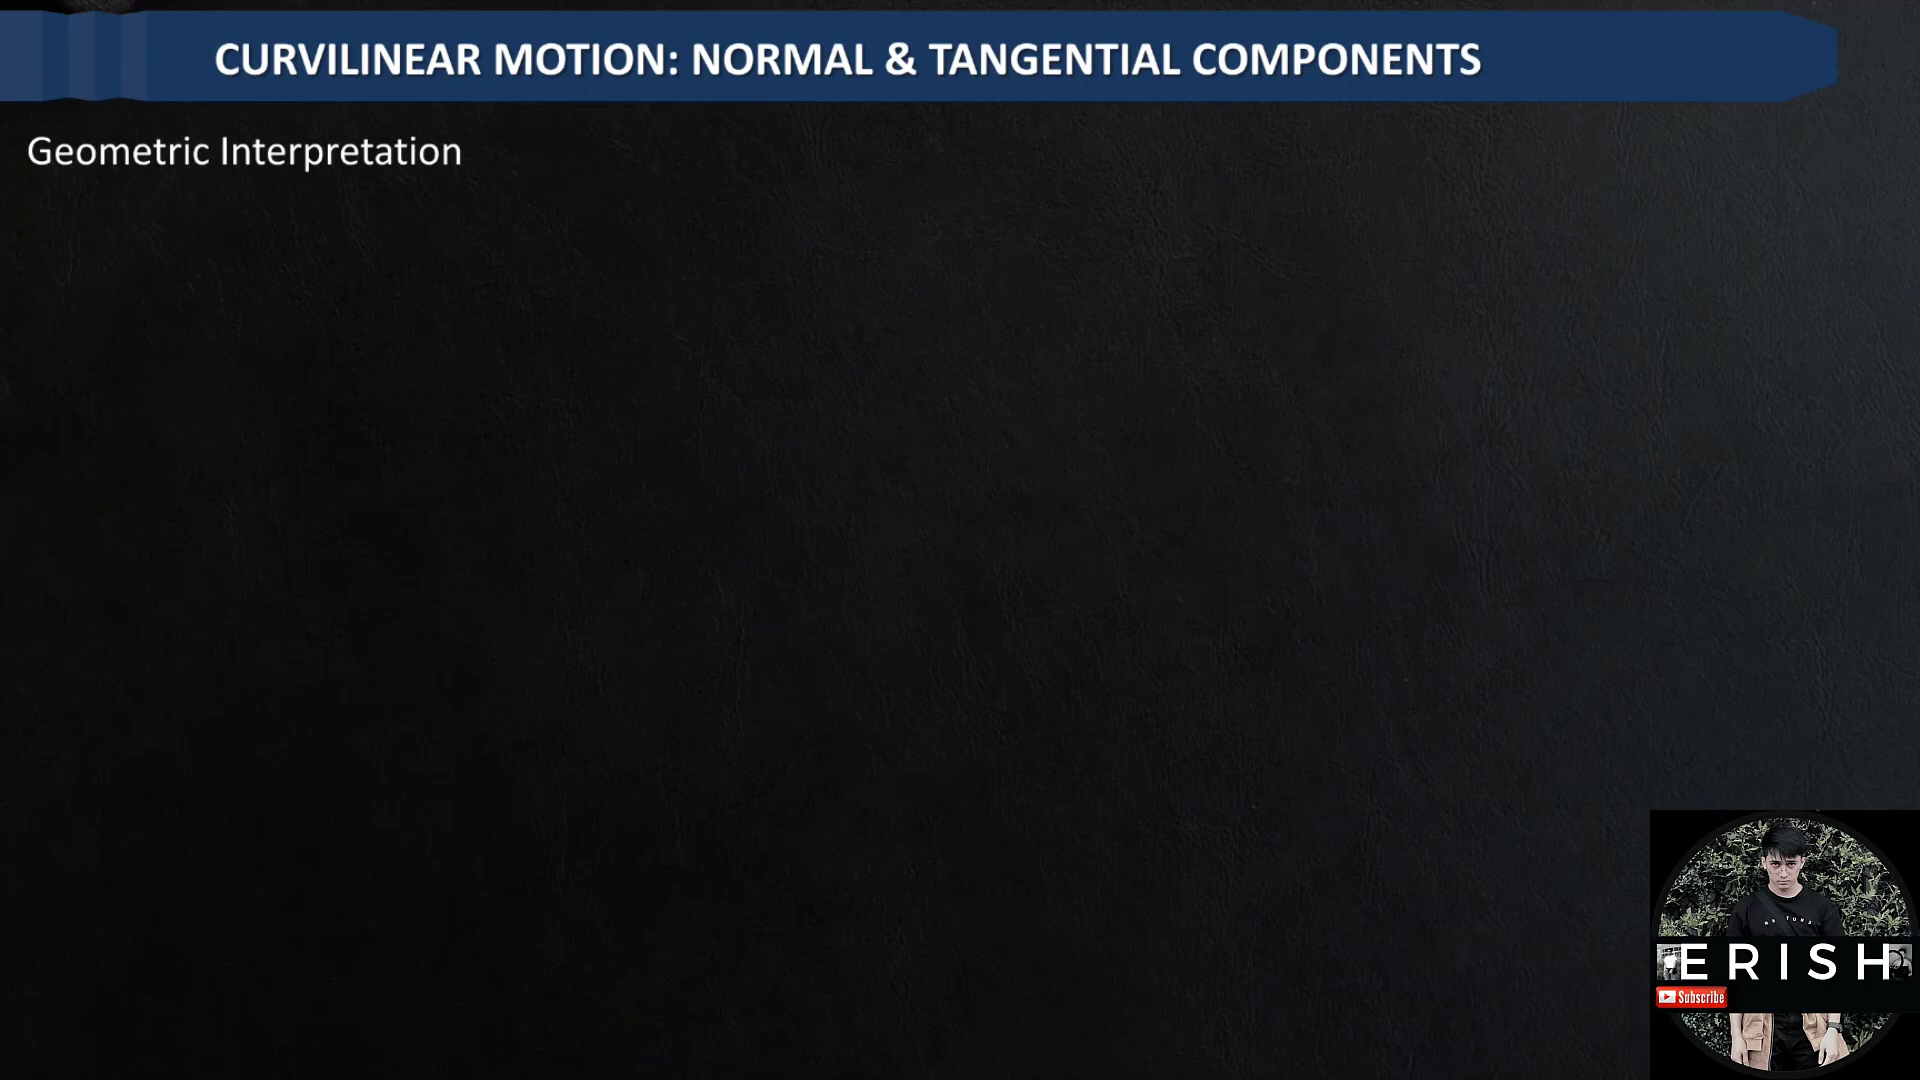 CURVILINEAR MOTION: NORMAL & TANGENTIAL COMPONENTS
Geometric Interpretation
ERISH
Subscribe